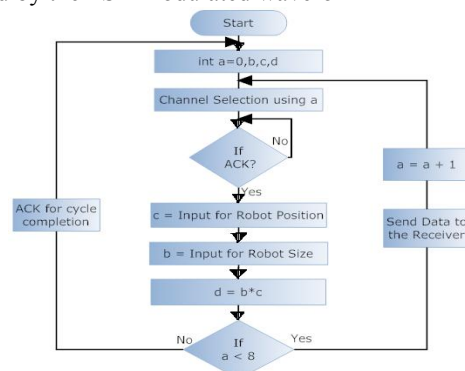 Start
int a=0,b,c,d
Channel Selection using a
No
If
ACK?
Yes
a = a + 1
c = Input for Robot Position
ACK for cycle
completion
Send Data to
the Receiver
b = Input for Robot Size
d = b*c
No
Yes
If
a < 8